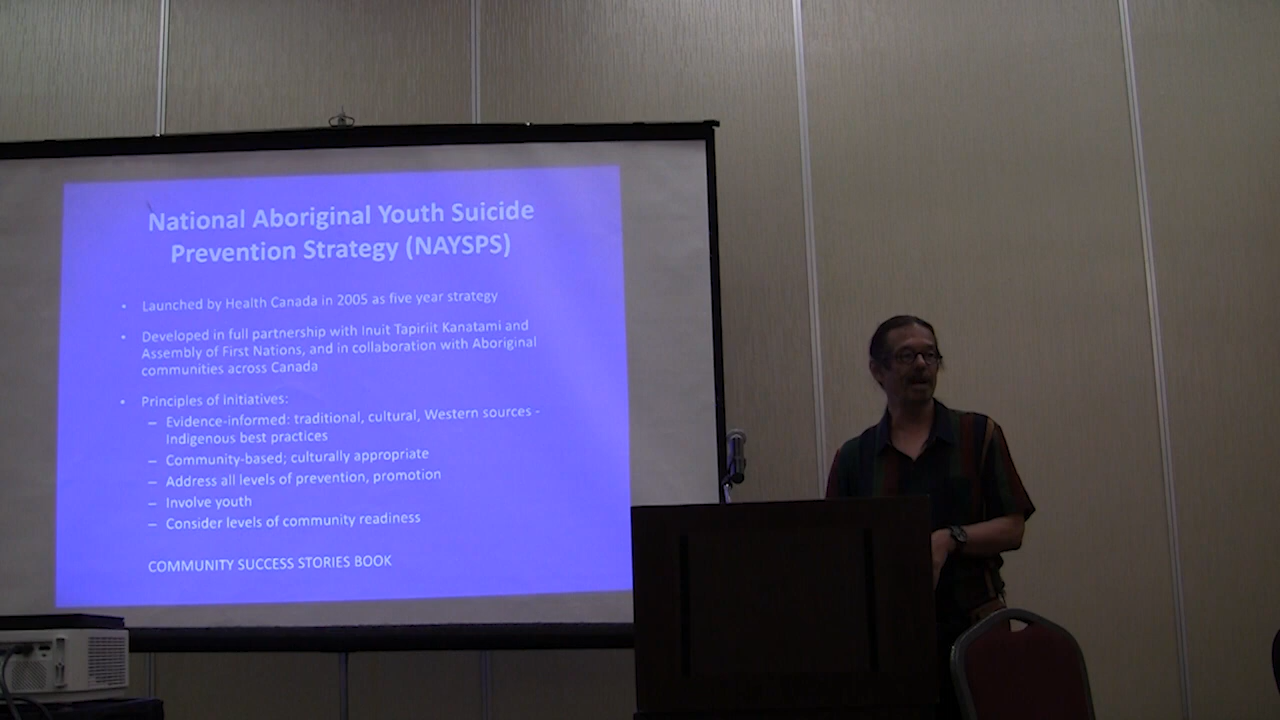 National Aboriginal Youth Suicide
Prevention Strategy (NAYSPS)
• Launched by Health Canada in 2005 as five year strategy
• Developed in full partnership with Inuit Tapiriit Kanatami and
Assembly of First Nations, and in collaboration with Aboriginal
communities across Canada
• Principles of initiatives:
– Evidence-informed: traditional, cultural, Western sources -
Indigenous best practices
– Community-based; culturally appropriate
– Address all levels of prevention, promotion
– Involve youth
– Consider levels of community readiness
COMMUNITY SUCCESS STORIES BOOK